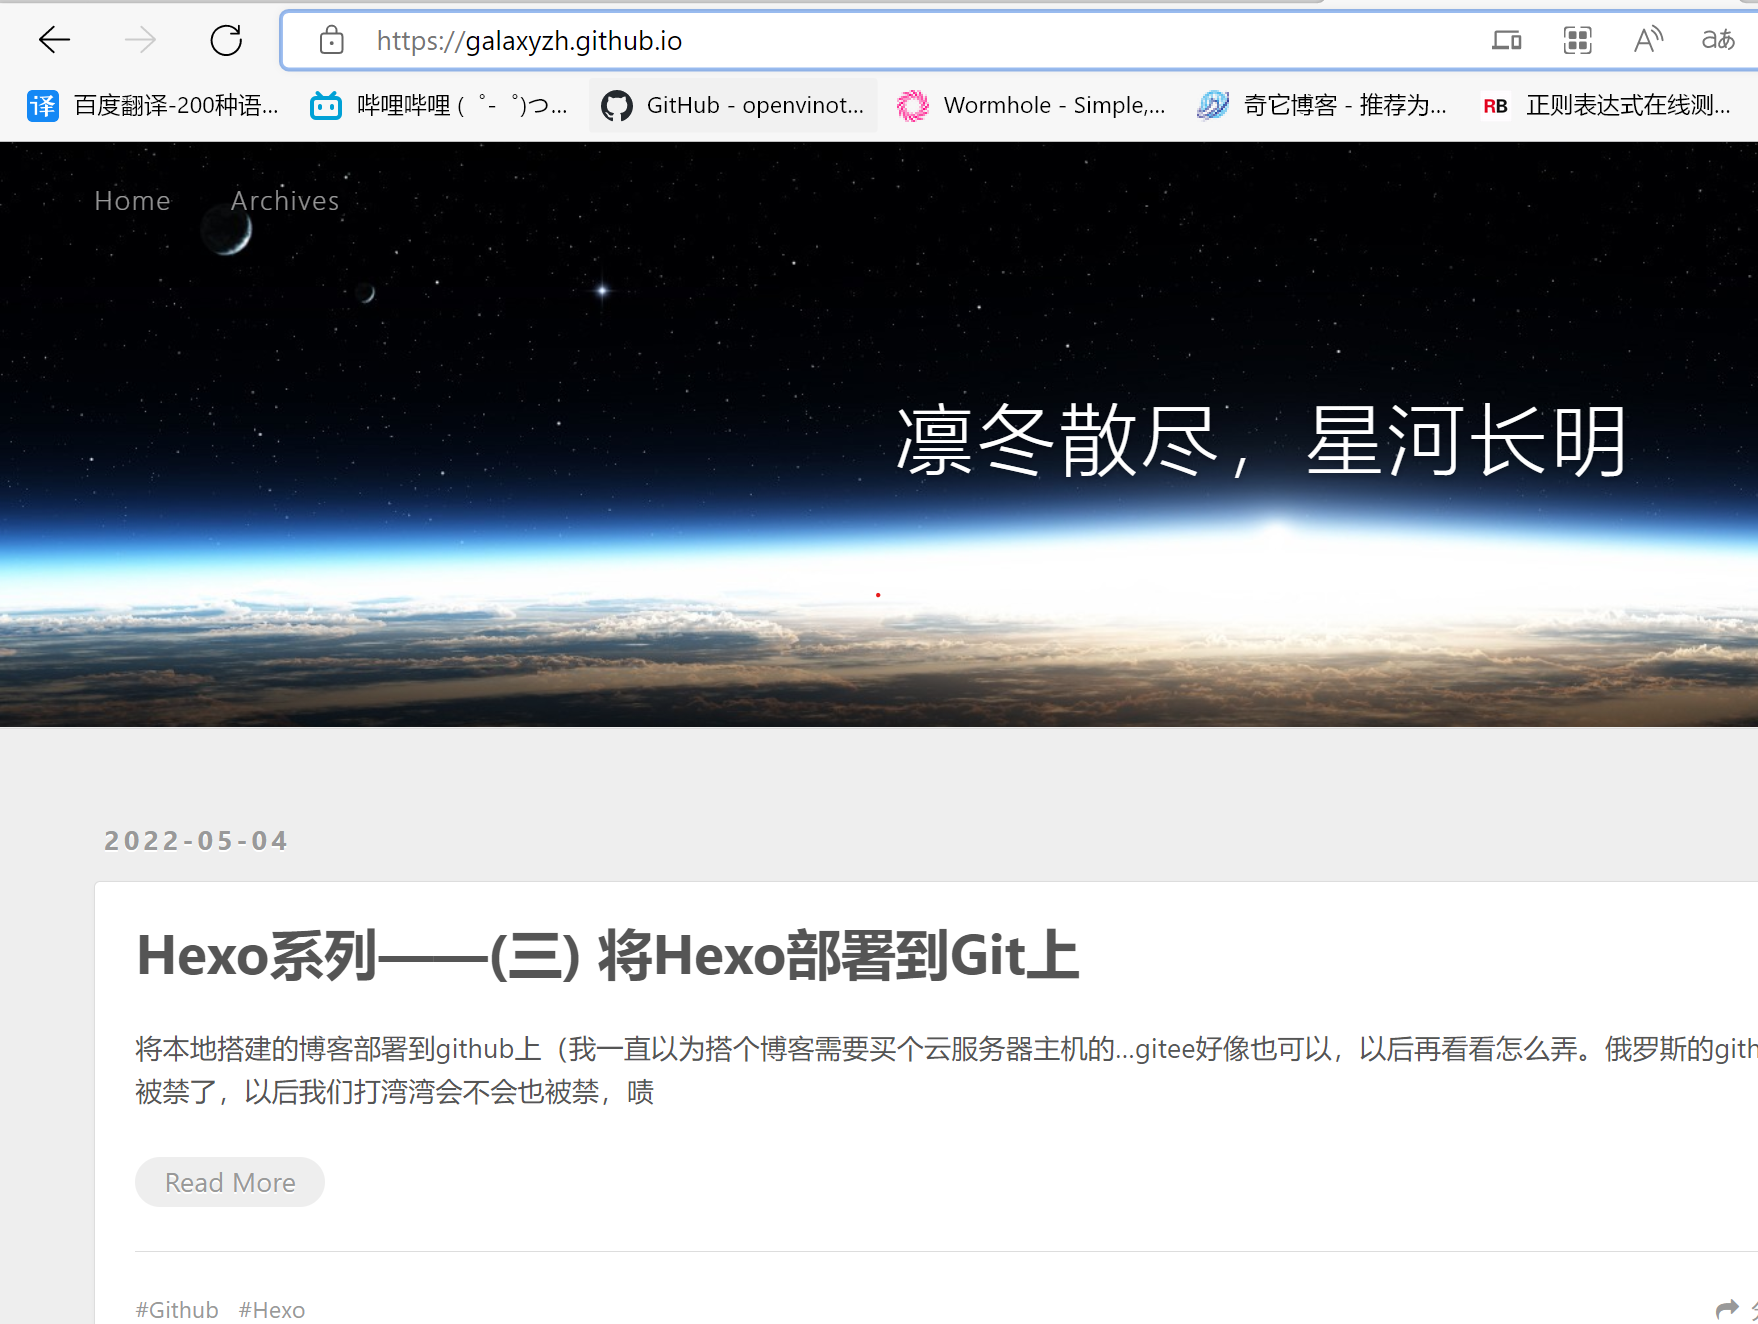 https://galaxyzh.github.io
aあ
百度翻译-200种语... 哔哩哔哩 ( ゜- ゜)つ... GitHub - openvinot... Wormhole - Simple,... 奇它博客 - 推荐为... RB 正则表达式在线测...
Home Archives
凛冬散尽，星河长明
2022-05-04
Hexo系列——(三) 将Hexo部署到Git上
将本地搭建的博客部署到github上（我一直以为搭个博客需要买个云服务器主机的...gitee好像也可以，以后再看看怎么弄。俄罗斯的gith
被禁了，以后我们打湾湾会不会也被禁，啧
Read More
#Github #Hexo